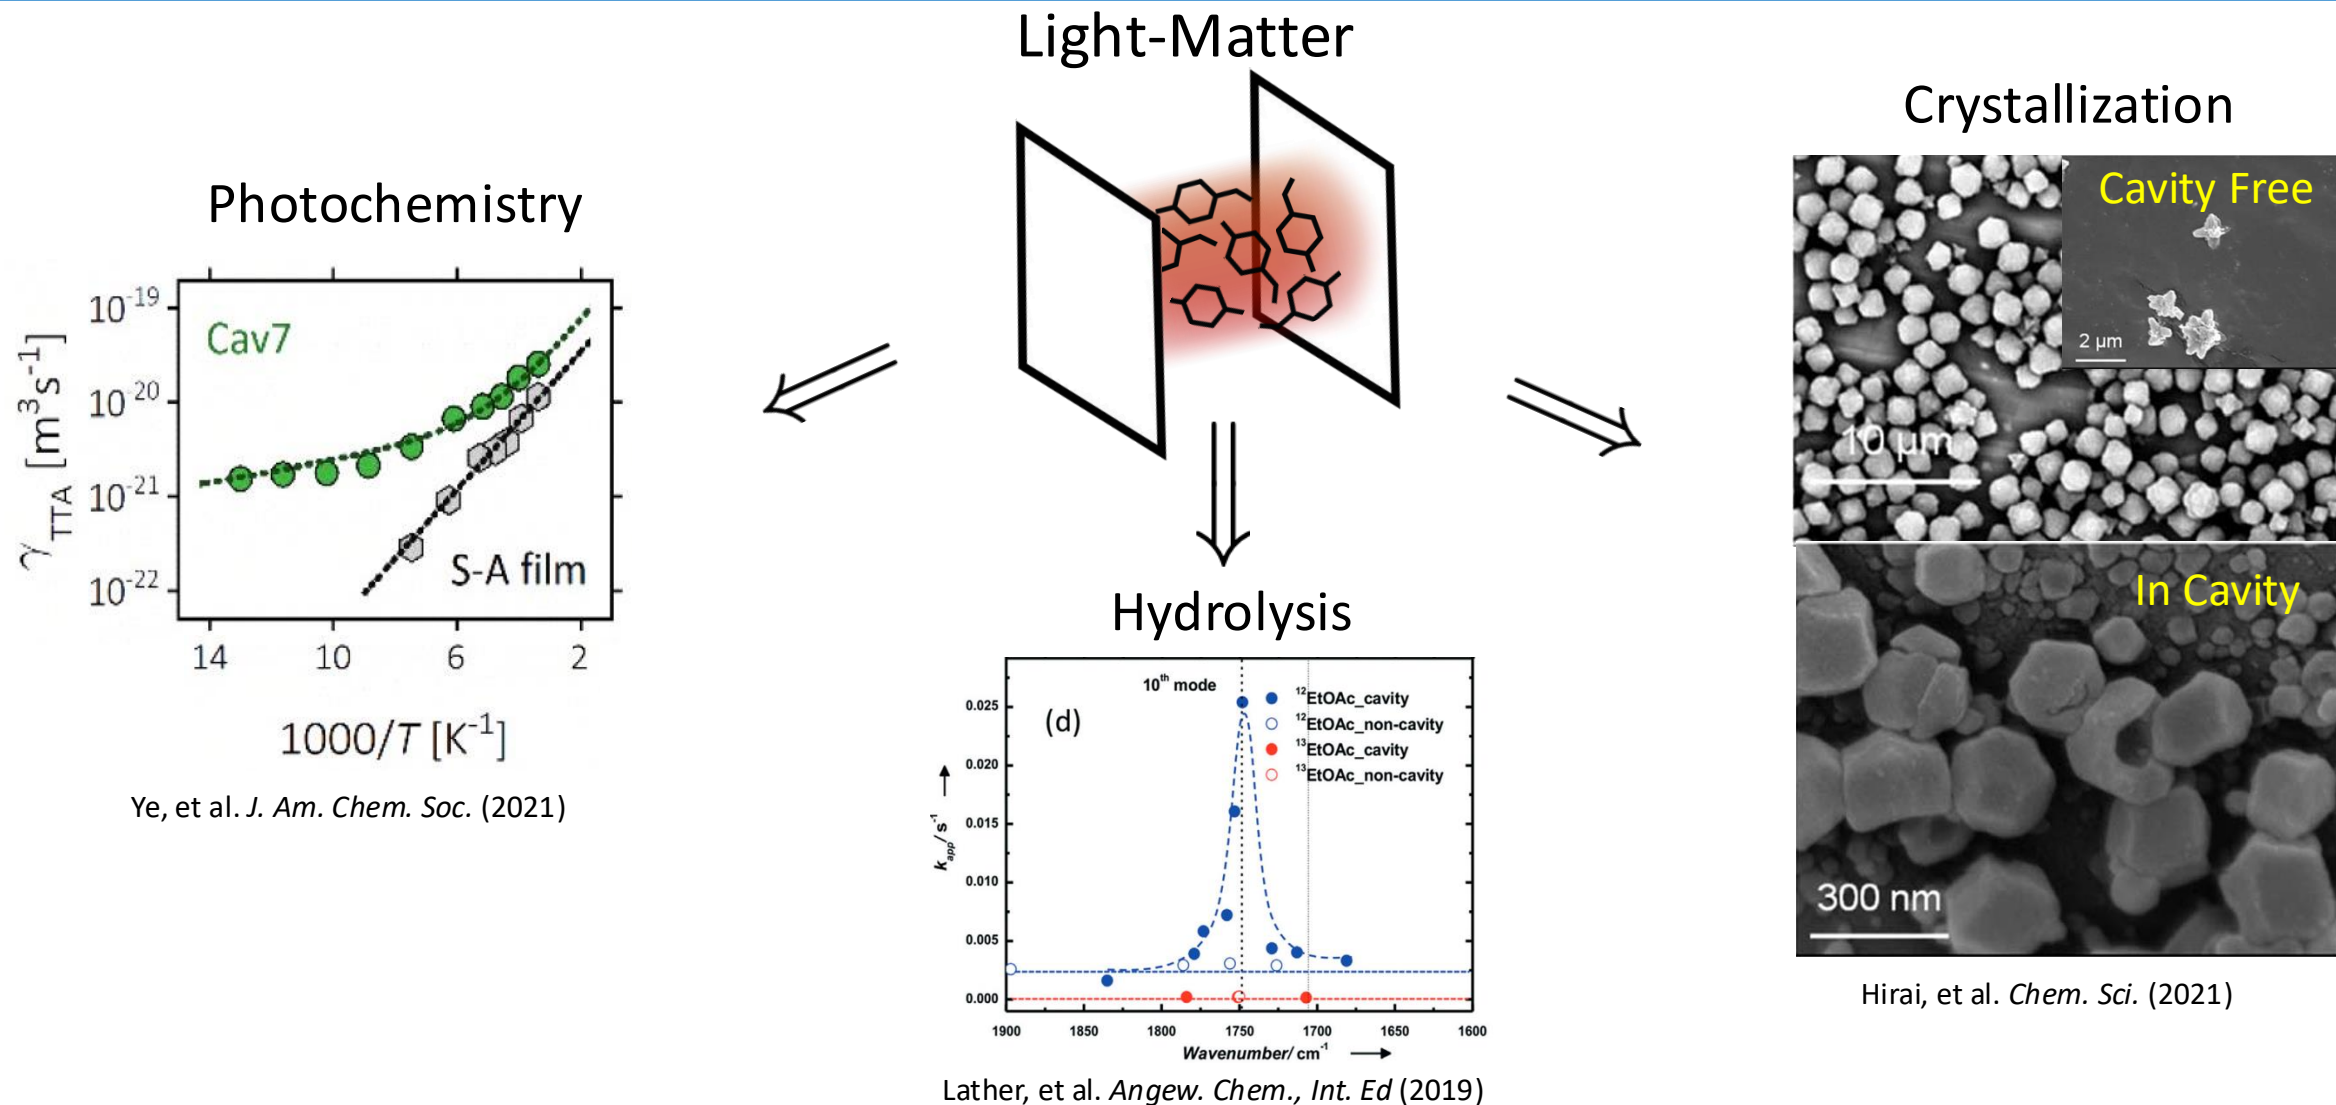 Light-Matter
Photochemistry
10⁻¹⁹
10⁻²⁰
10⁻²¹
10⁻²²
γTTA [m³s⁻¹]
Cav7
S-A film
14 10 6 2
1000/T [K⁻¹]
Ye, et al. J. Am. Chem. Soc. (2021)
Hydrolysis
10th mode
(d)
¹²EtOAc_cavity
¹²EtOAc_non-cavity
¹³EtOAc_cavity
¹³EtOAc_non-cavity
0.025
0.020
0.015
0.010
0.005
0.000
kapp/ s⁻¹
1900 1850 1800 1750 1700 1650 1600
Wavenumber/ cm⁻¹
Lather, et al. Angew. Chem., Int. Ed (2019)
Crystallization
Cavity Free
2 µm
10 µm
In Cavity
300 nm
Hirai, et al. Chem. Sci. (2021)